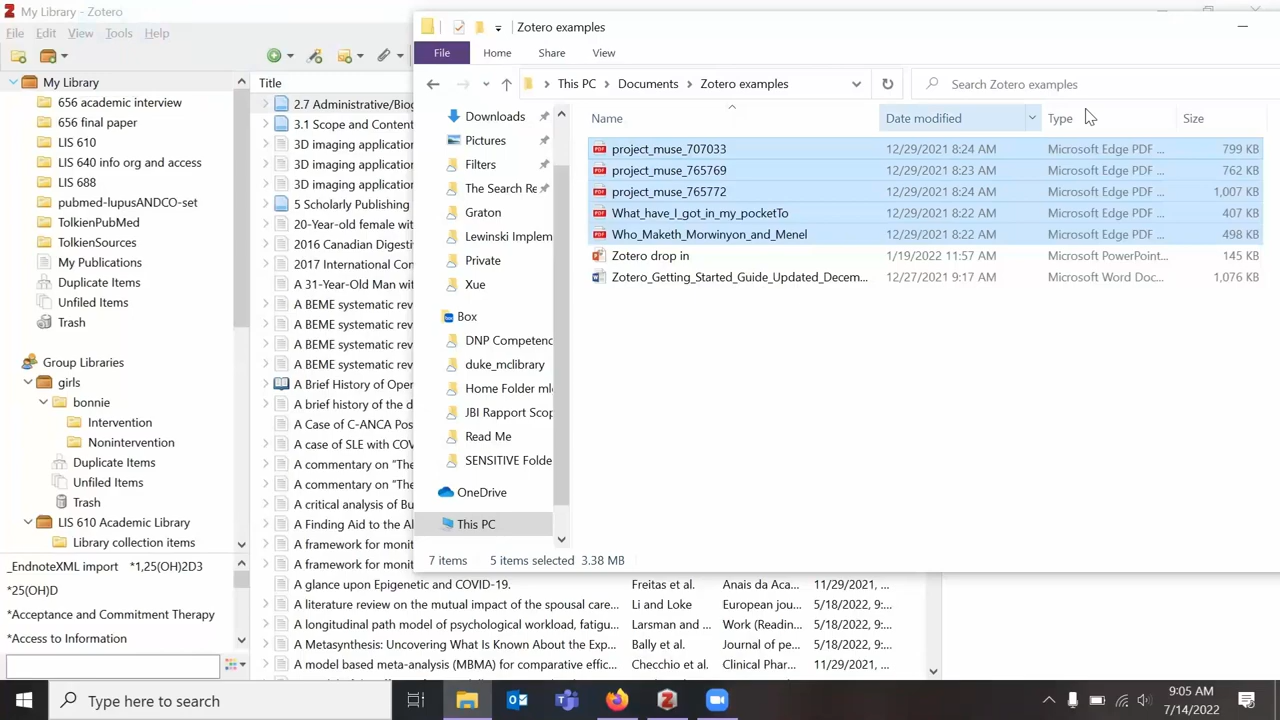 My Library - Zotero
File Edit View Tools Help
My Library
656 academic interview
656 final paper
LIS 610
LIS 640 info org and access
LIS 688
pubmed-lupusANDCO-set
TolkienPubMed
TolkienSources
My Publications
Duplicate Items
Unfiled Items
Trash
Group Libraries
girls
bonnie
Intervention
Nonintervention
Duplicate Items
Unfiled Items
Trash
LIS 610 Academic Library
Library collection items
_EndnoteXML import *1,25(OH)2D3
*25(OH)D
*Acceptance and Commitment Therapy
*Access to Information
Title
2.7 Administrative/Biog
3.1 Scope and Content
3D imaging application
3D imaging application
3D imaging application
5 Scholarly Publishing
20-Year-old female wit
2016 Canadian Digesti
2017 International Co
A 31-Year-Old Man wit
A BEME systematic rev
A BEME systematic rev
A BEME systematic rev
A BEME systematic rev
A Brief History of Oper
A brief history of the d
A Case of C-ANCA Pos
A case of SLE with COV
A commentary on "The
A commentary on "The
A critical analysis of Bu
A Finding Aid to the Al
A framework for monit
A framework for monit
A glance upon Epigenetic and COVID-19. Freitas et al. Anais da Aca... 11/29/2021, ...
A literature review on the mutual impact of the spousal care... Li and Loke European jou... 5/18/2022, 9:...
A longitudinal path model of psychological workload, fatigu... Larsman and ... Work (Readin... 5/18/2022, 9:...
A Metasynthesis: Uncovering What Is Known About the Exp... Bally et al. Journal of pe... 5/18/2022, 9:...
A model based meta-analysis (MBMA) for comparative effic... Checchio et al. Clinical Phar... 11/29/2021, ...
Zotero examples
File Home Share View
This PC Documents Zotero examples
Search Zotero examples
Downloads
Pictures
Filters
The Search Re
Graton
Lewinski Implem
Private
Xue
Box
DNP Competenc
duke_mclibrary
Home Folder ml
JBI Rapport Scop
Read Me
SENSITIVE Folde
OneDrive
This PC
Name Date modified Type Size
project_muse_707033 12/29/2021 8:24 AM Microsoft Edge PDF ... 799 KB
project_muse_765769 12/29/2021 8:23 AM Microsoft Edge PDF ... 762 KB
project_muse_765772 12/29/2021 8:24 AM Microsoft Edge PDF ... 1,007 KB
What_have_I_got_in_my_pocketTo 12/29/2021 8:22 AM Microsoft Edge PDF ... 407 KB
Who_Maketh_Morwinyon_and_Menel 12/29/2021 8:22 AM Microsoft Edge PDF ... 498 KB
Zotero drop in 1/19/2022 11:57 AM Microsoft PowerPoint... 145 KB
Zotero_Getting_Started_Guide_Updated_Decem... 12/27/2021 9:17 AM Microsoft Word Doc... 1,076 KB
7 items 5 items selected 3.38 MB
Type here to search
9:05 AM
7/14/2022